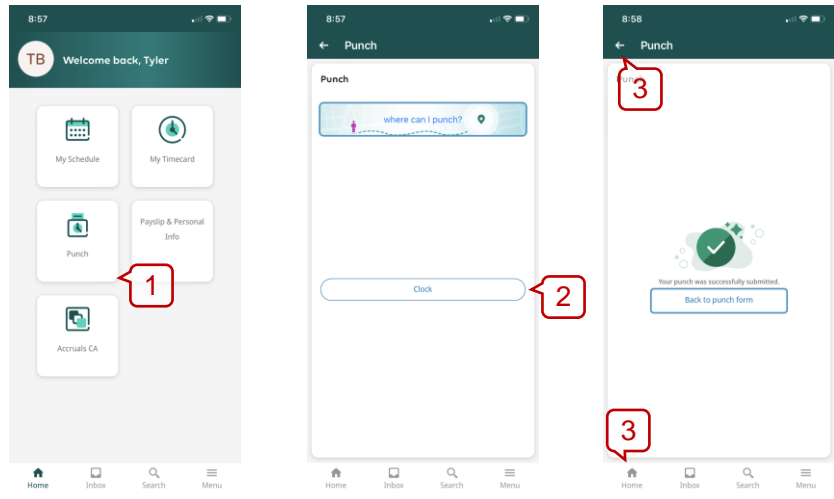 8:57
TB
Welcome back, Tyler
My Schedule
My Timecard
Punch
Payslip & Personal
Info
1
Accruals CA
Home
Inbox
Search
Menu
8:57
← Punch
Punch
where can I punch?
Clock
2
Home
Inbox
Search
Menu
8:58
← Punch
Punch
3
Your punch was successfully submitted.
Back to punch form
3
Home
Inbox
Search
Menu